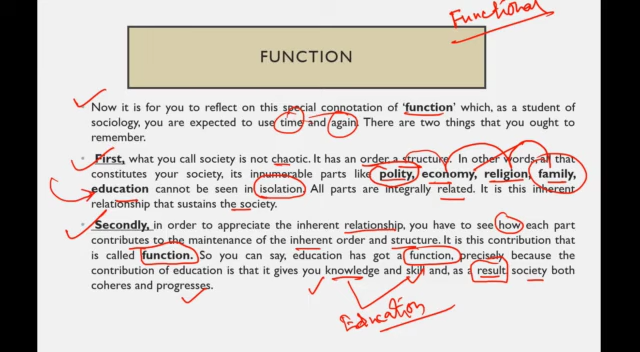 Functional
FUNCTION
Now it is for you to reflect on this special connotation of 'function' which, as a student of
sociology, you are expected to use time and again. There are two things that you ought to
remember.
• First, what you call society is not chaotic. It has an order a structure. In other words, all that
constitutes your society, its innumerable parts like polity, economy, religion, family,
education cannot be seen in isolation. All parts are integrally related. It is this inherent
relationship that sustains the society.
• Secondly, in order to appreciate the inherent relationship, you have to see how each part
contributes to the maintenance of the inherent order and structure. It is this contribution that
is called function. So you can say, education has got a function, precisely because the
contribution of education is that it gives you knowledge and skill and, as a result, society both
coheres and progresses.
Education